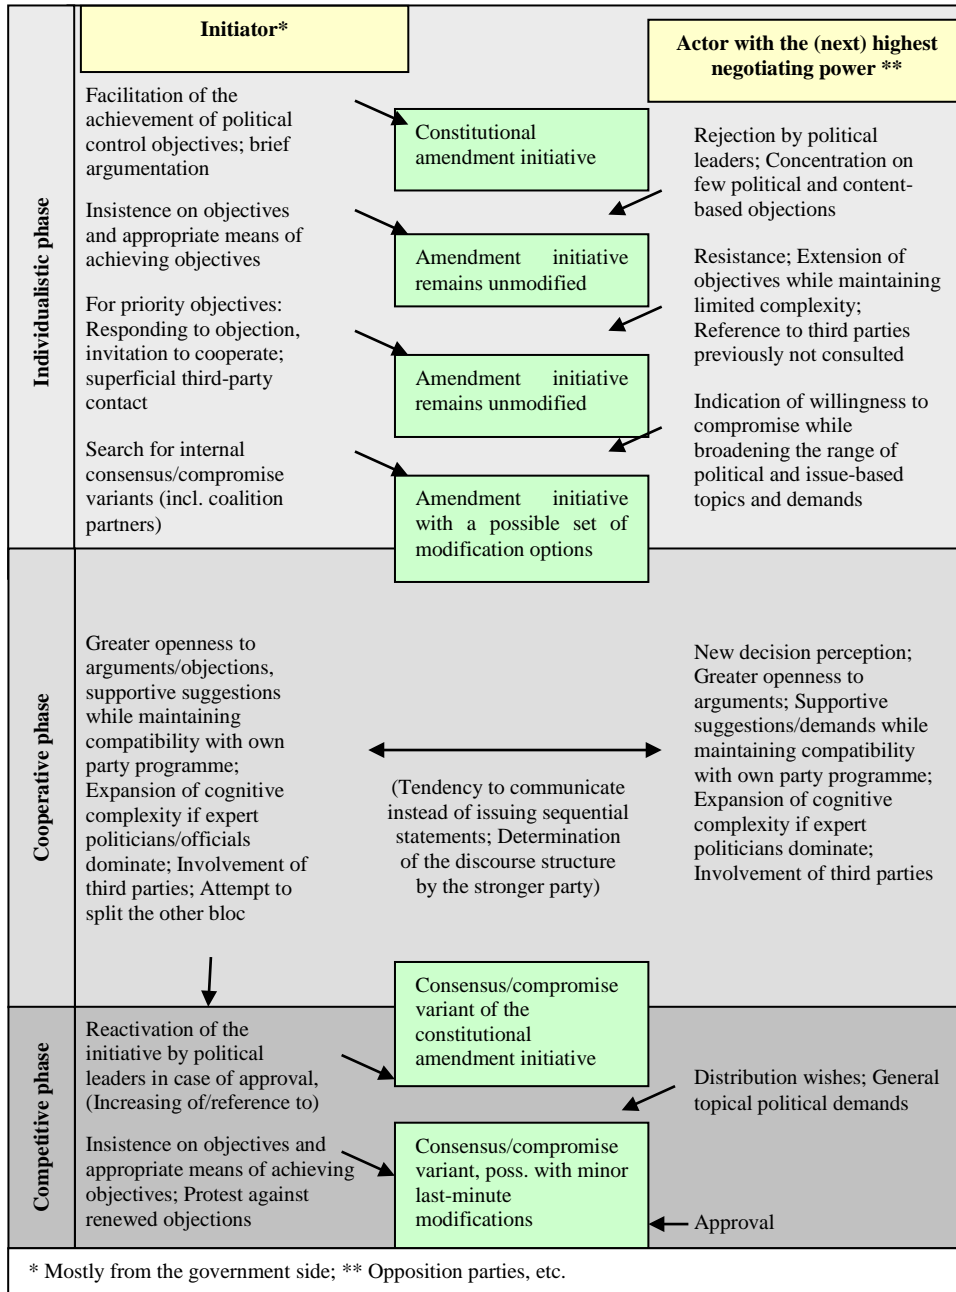 Initiator*
Actor with the (next) highest
negotiating power **
Individualistic phase
Facilitation of the
achievement of political
control objectives; brief
argumentation
Constitutional
amendment initiative
Rejection by political
leaders; Concentration on
few political and content-
based objections
Insistence on objectives
and appropriate means of
achieving objectives
Amendment initiative
remains unmodified
Resistance; Extension of
objectives while maintaining
limited complexity;
Reference to third parties
previously not consulted
For priority objectives:
Responding to objection,
invitation to cooperate;
superficial third-party
contact
Amendment initiative
remains unmodified
Indication of willingness to
compromise while
broadening the range of
political and issue-based
topics and demands
Search for internal
consensus/compromise
variants (incl. coalition
partners)
Amendment initiative
with a possible set of
modification options
Cooperative phase
Greater openness to
arguments/objections,
supportive suggestions
while maintaining
compatibility with own
party programme;
Expansion of cognitive
complexity if expert
politicians/officials
dominate; Involvement of
third parties; Attempt to
split the other bloc
(Tendency to communicate
instead of issuing sequential
statements; Determination
of the discourse structure
by the stronger party)
New decision perception;
Greater openness to
arguments; Supportive
suggestions/demands while
maintaining compatibility
with own party programme;
Expansion of cognitive
complexity if expert
politicians dominate;
Involvement of third parties
Consensus/compromise
variant of the
constitutional
amendment initiative
Competitive phase
Reactivation of the
initiative by political
leaders in case of approval,
(Increasing of/reference to)
Distribution wishes; General
topical political demands
Insistence on objectives and
appropriate means of achieving
objectives; Protest against
renewed objections
Consensus/compromise
variant, poss. with minor
last-minute
modifications
Approval
* Mostly from the government side; ** Opposition parties, etc.